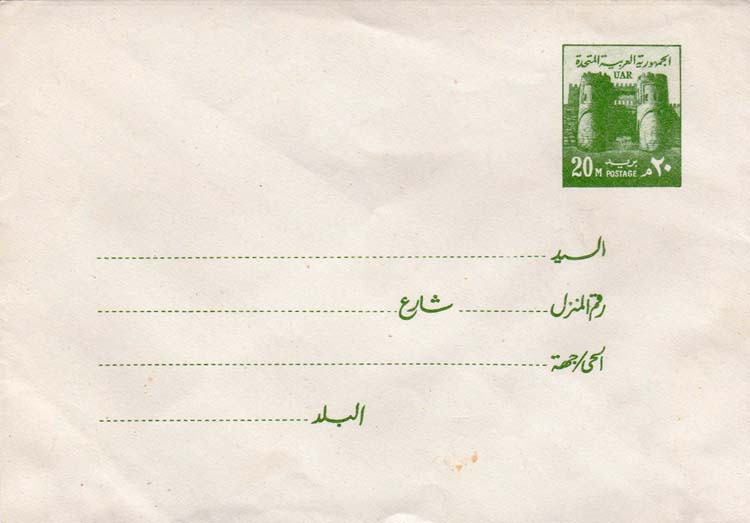 الجمهورية العربية المتحدة
UAR
بريد
20 M POSTAGE م ٢٠
السيد
رقم المنزل شارع
الحي/جهة
البلد